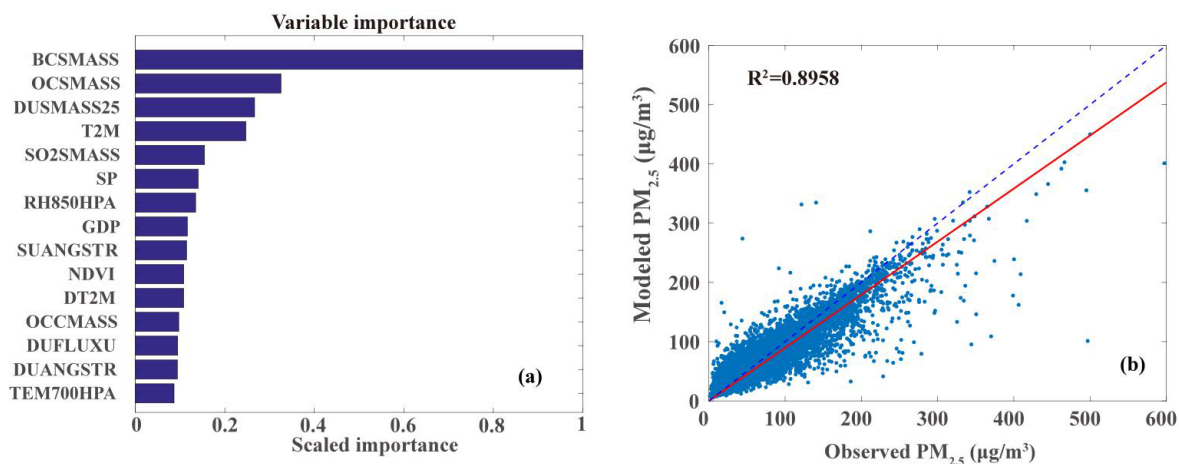 Variable importance
BCSMASS
OCSMASS
DUSMASS25
T2M
SO2SMASS
SP
RH850HPA
GDP
SUANGSTR
NDVI
DT2M
OCCMASS
DUFLUXU
DUANGSTR
TEM700HPA
0 0.2 0.4 0.6 0.8 1
Scaled importance
(a)
600
500
400
300
200
100
0
Modeled PM2.5 (µg/m³)
R²=0.8958
(b)
0 100 200 300 400 500 600
Observed PM2.5 (µg/m³)